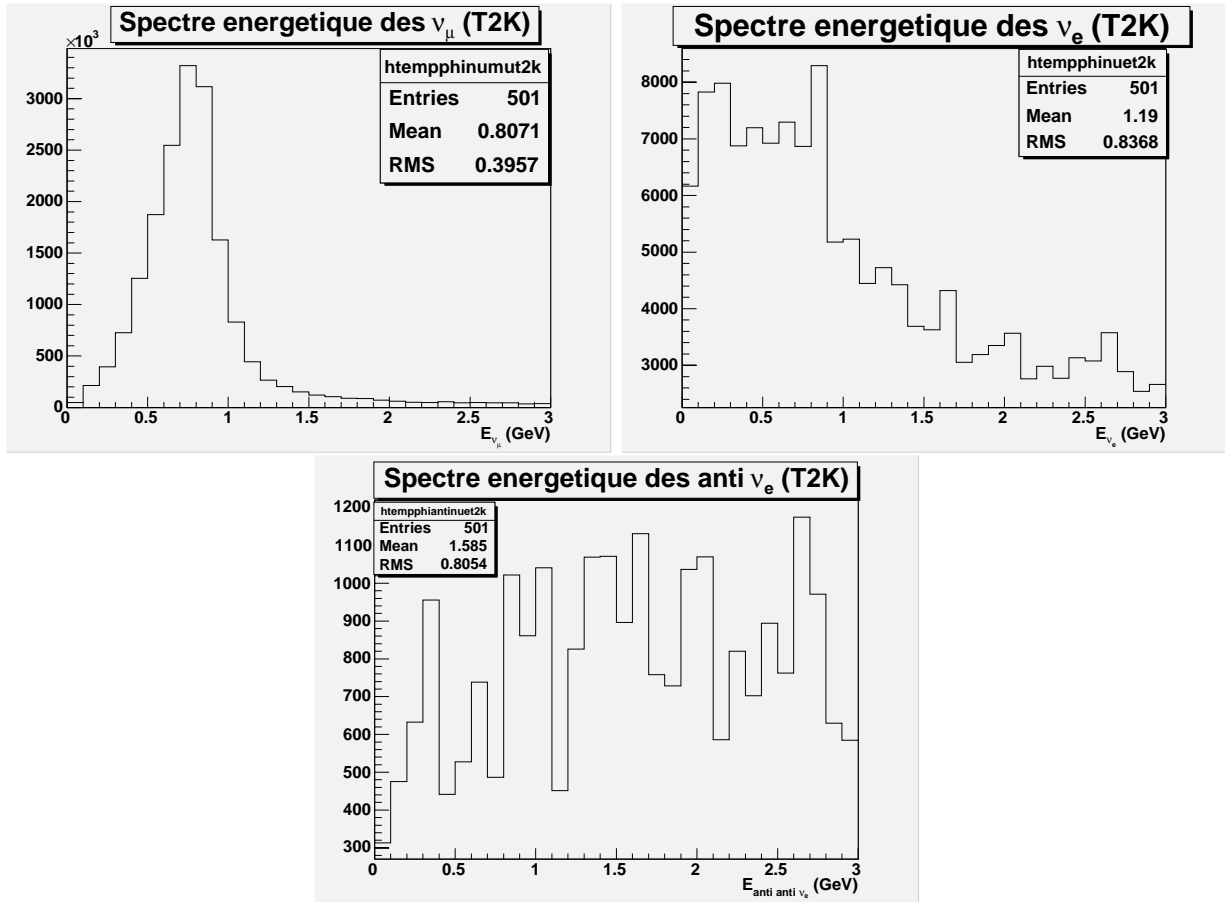 Spectre energetique des νμ (T2K)
×10³
htempphinumut2k
Entries 501
Mean 0.8071
RMS 0.3957
3000
2500
2000
1500
1000
500
0
0 0.5 1 2 2.5 3
Eνμ (GeV)
Spectre energetique des νe (T2K)
htempphinuet2k
Entries 501
Mean 1.19
RMS 0.8368
8000
7000
6000
5000
4000
3000
0 0.5 1 1.5 2 2.5 3
Eνe (GeV)
Spectre energetique des anti νe (T2K)
htempphiantinuet2k
Entries 501
Mean 1.585
RMS 0.8054
1200
1100
1000
900
800
700
600
500
400
300
0 0.5 1 1.5 2 2.5 3
Eanti anti νe (GeV)